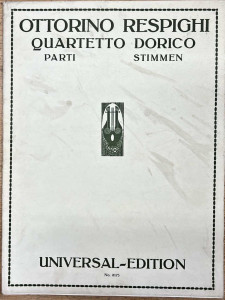 OTTORINO RESPIGHI
QUARTETTO DORICO
PARTI STIMMEN
UNIVERSAL-EDITION